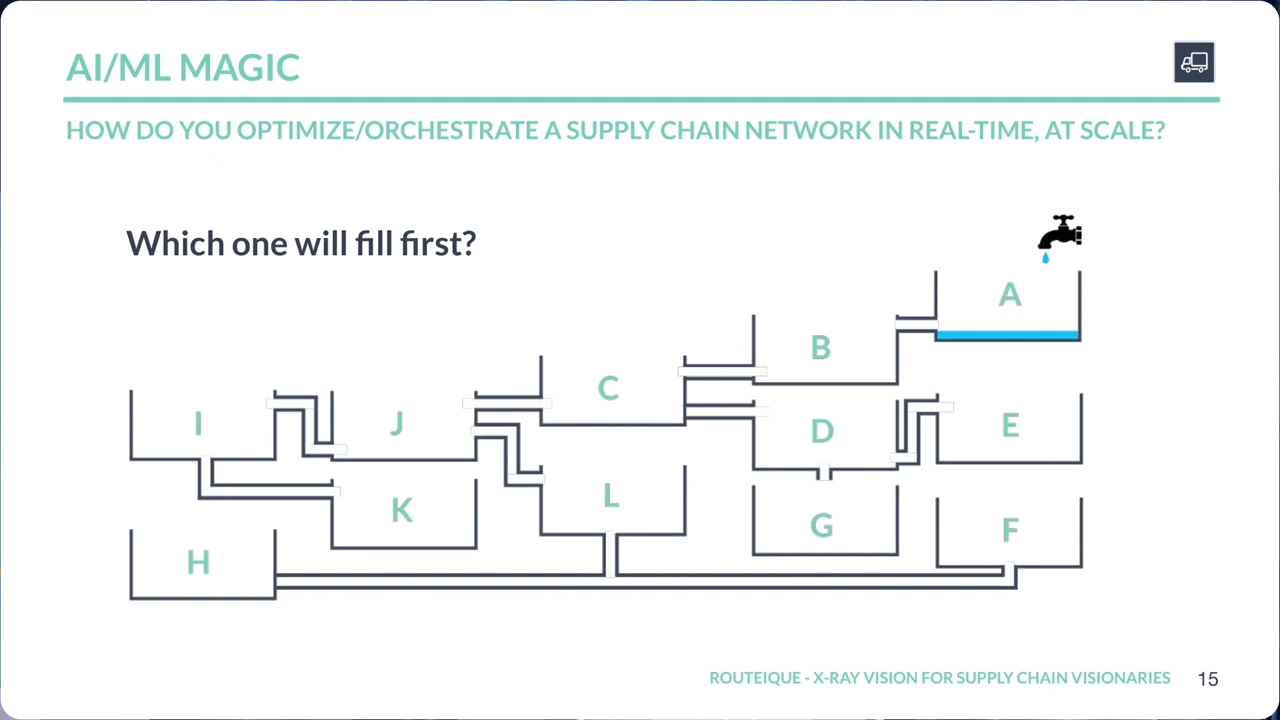 AI/ML MAGIC
HOW DO YOU OPTIMIZE/ORCHESTRATE A SUPPLY CHAIN NETWORK IN REAL-TIME, AT SCALE?
Which one will fill first?
A
B
C
I
J
D
E
K
L
G
F
H
ROUTEIQUE - X-RAY VISION FOR SUPPLY CHAIN VISIONARIES 15